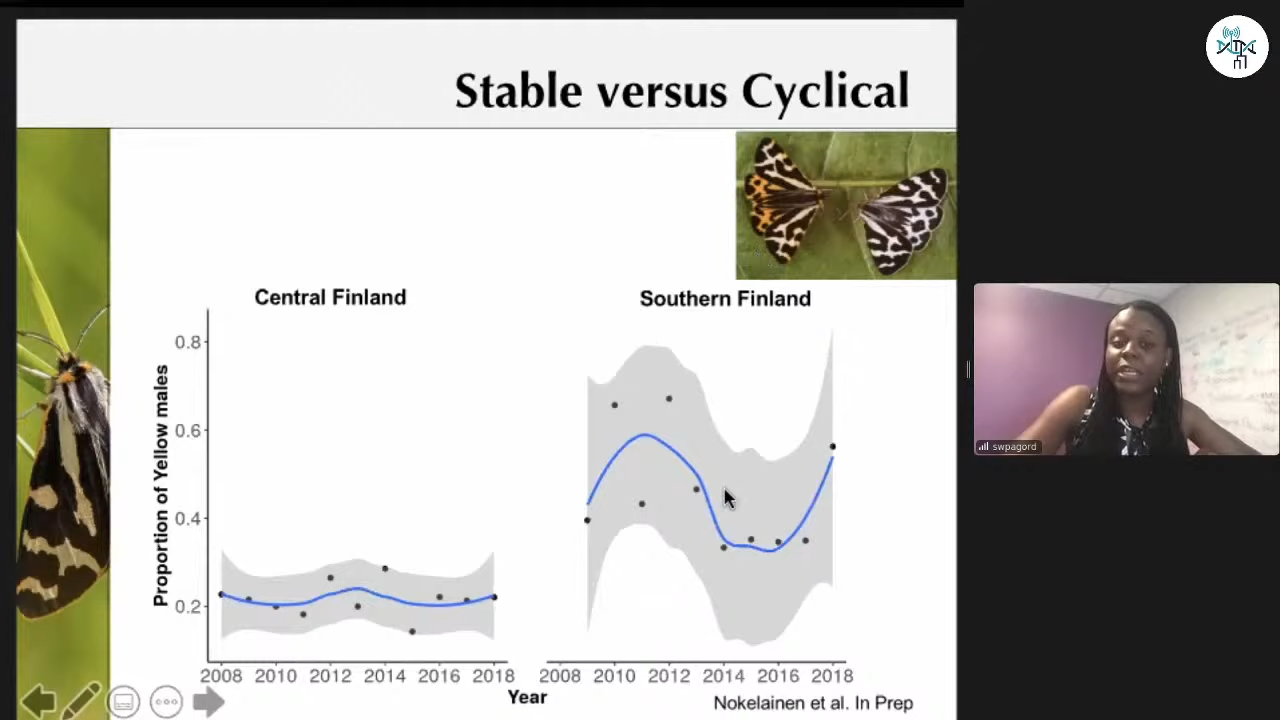 Stable versus Cyclical
Central Finland
Southern Finland
Proportion of Yellow males
0.8
0.6
0.4
0.2
2008 2010 2012 2014 2016 2018
2008 2010 2012 2014 2016 2018
Year
Nokelainen et al. In Prep
swpagord